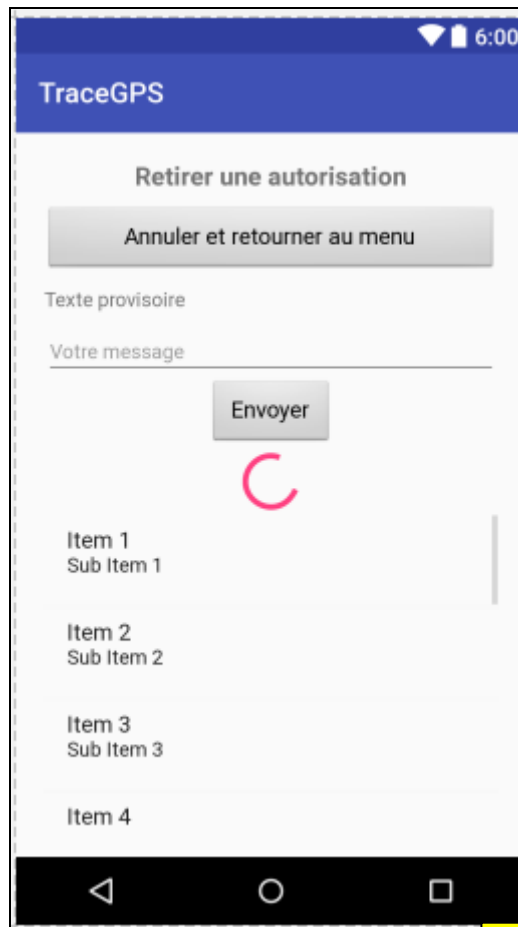 6:00
TraceGPS
Retirer une autorisation
Annuler et retourner au menu
Texte provisoire
Votre message
Envoyer
Item 1
Sub Item 1
Item 2
Sub Item 2
Item 3
Sub Item 3
Item 4